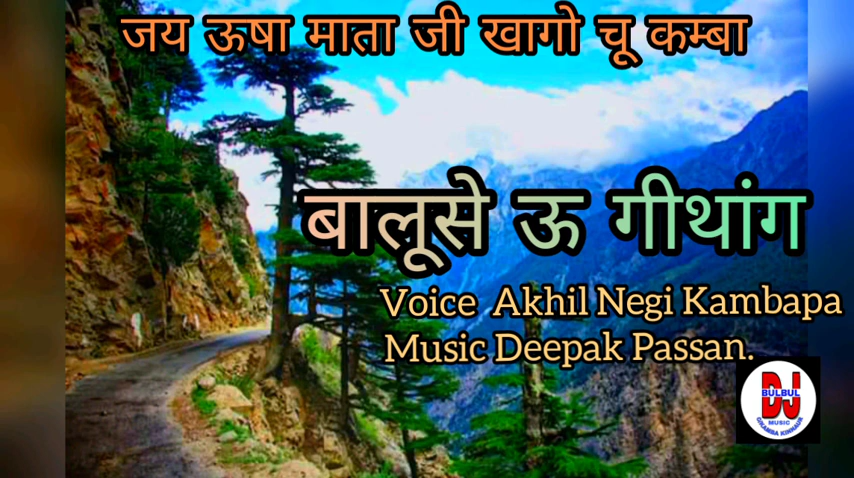 जय ऊषा माता जी खागो चू कम्बा
बालूसे ऊ गीथांग
Voice Akhil Negi Kambapa
Music Deepak Passan.
DJ
BULBUL
MUSIC